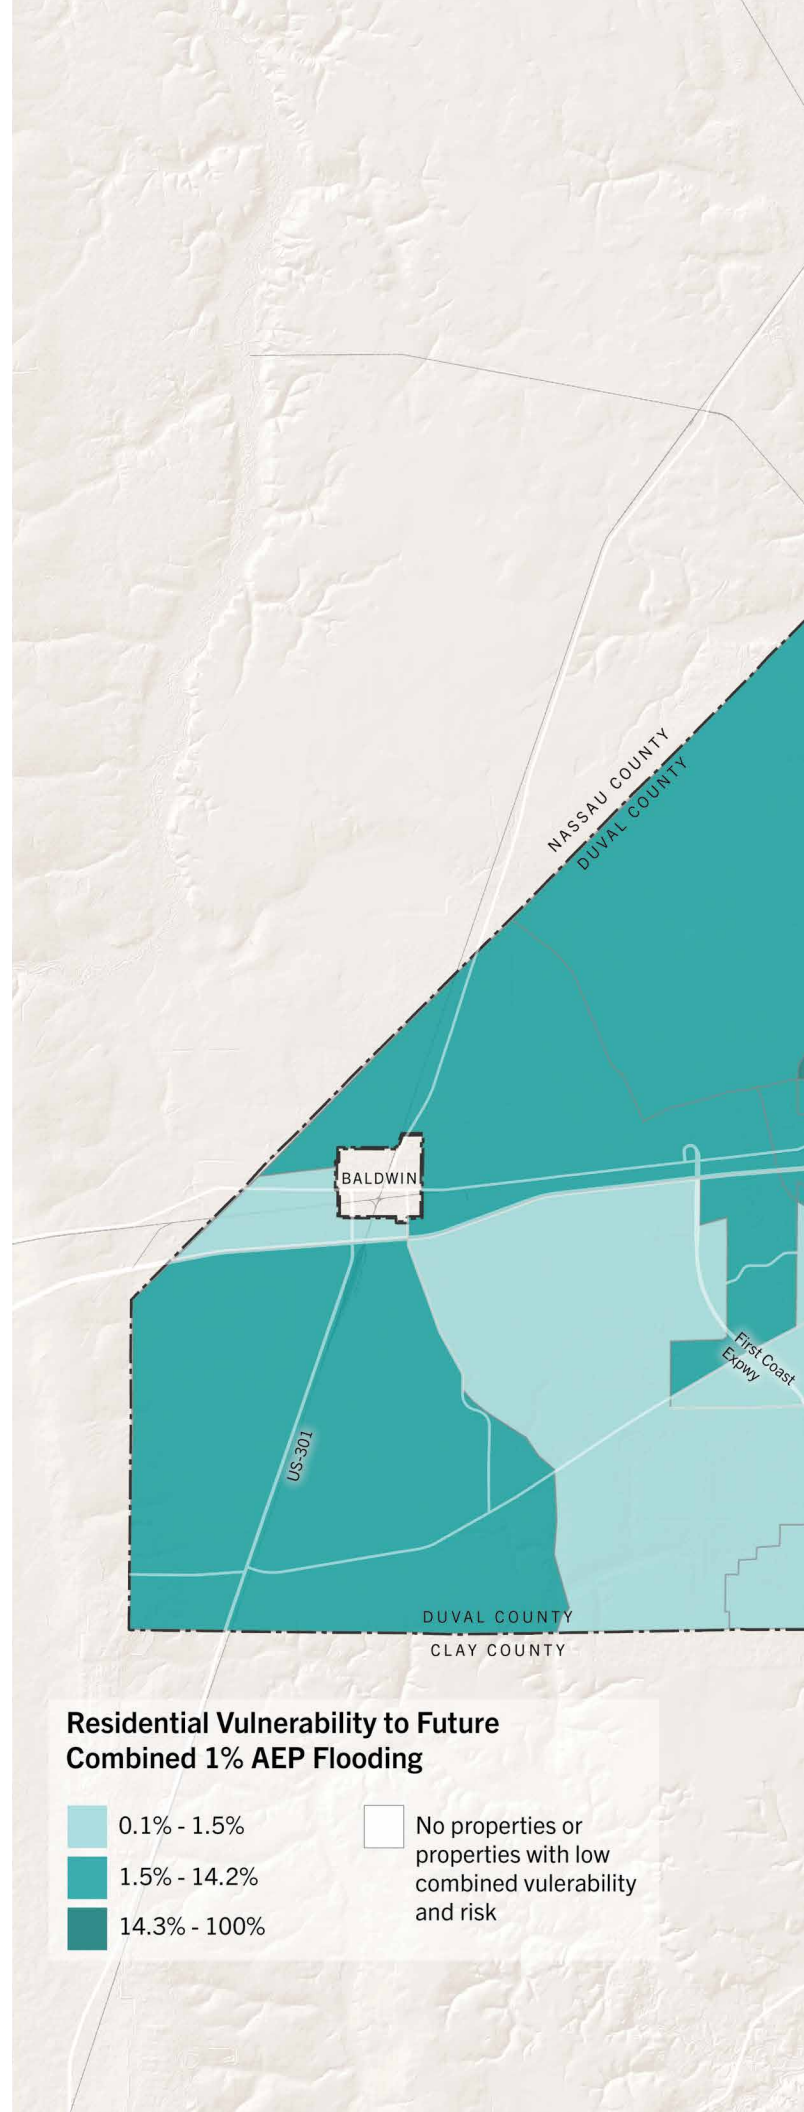 NASSAU COUNTY
DUVAL COUNTY
BALDWIN
First Coast
Expwy
US-301
DUVAL COUNTY
CLAY COUNTY
Residential Vulnerability to Future
Combined 1% AEP Flooding
0.1% - 1.5%
1.5% - 14.2%
14.3% - 100%
No properties or
properties with low
combined vulerability
and risk